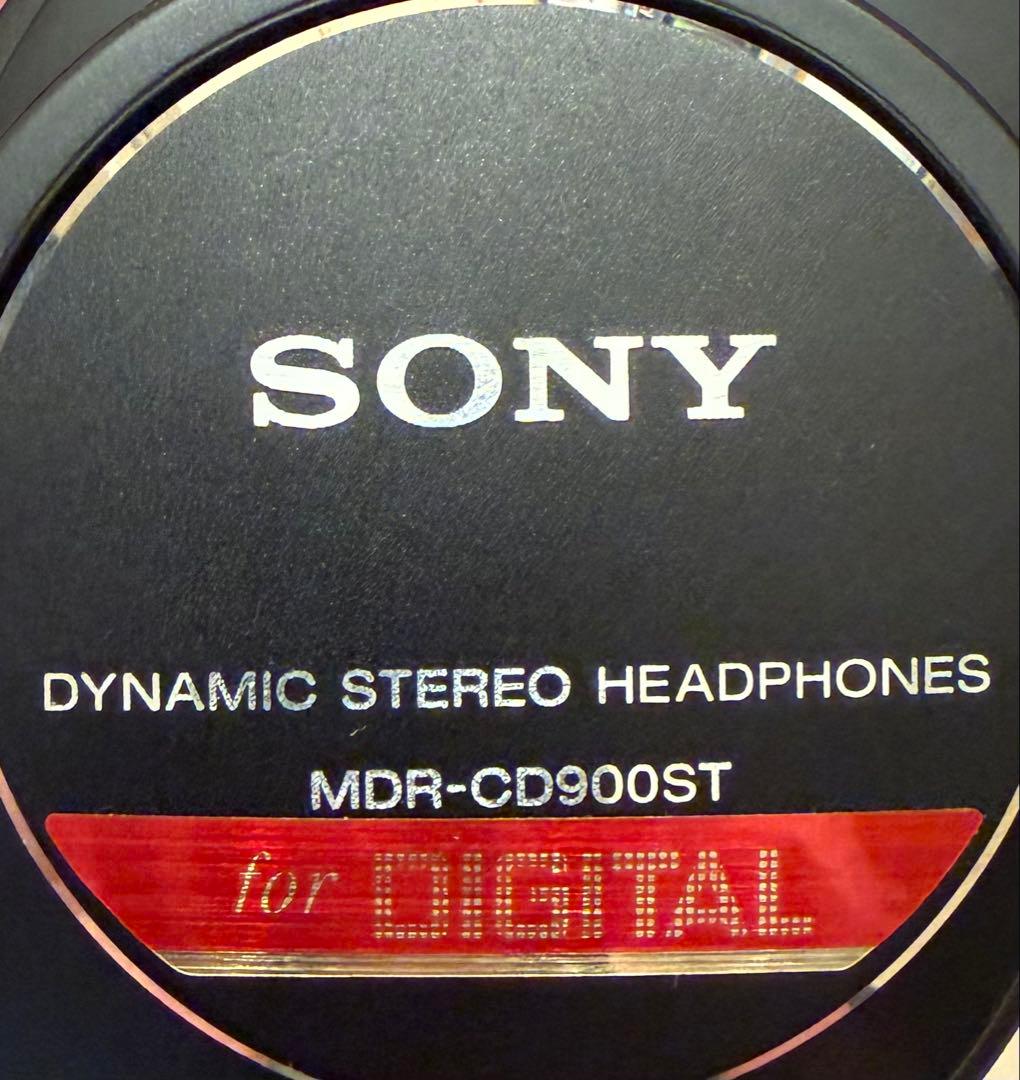 SONY
DYNAMIC STEREO HEADPHONES
MDR-CD900ST
for DIGITAL